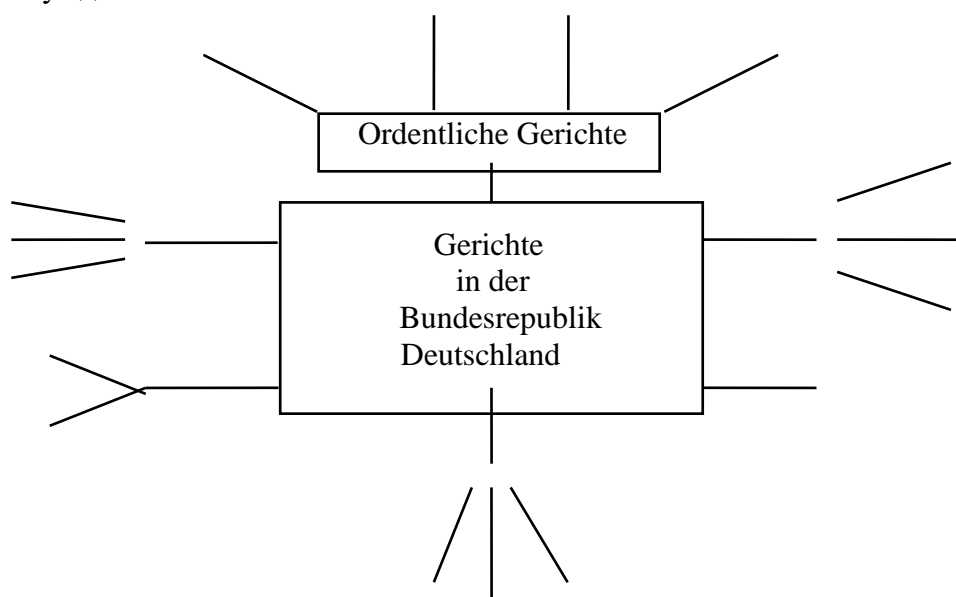 Ordentliche Gerichte
Gerichte
in der
Bundesrepublik
Deutschland